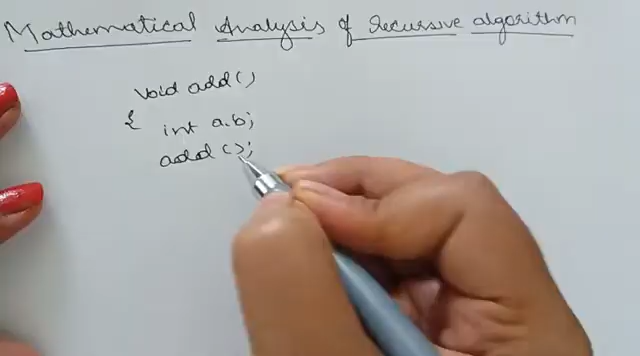 Mathematical Analysis of Recursive algorithm
Void add()
{ int a.b;
add();